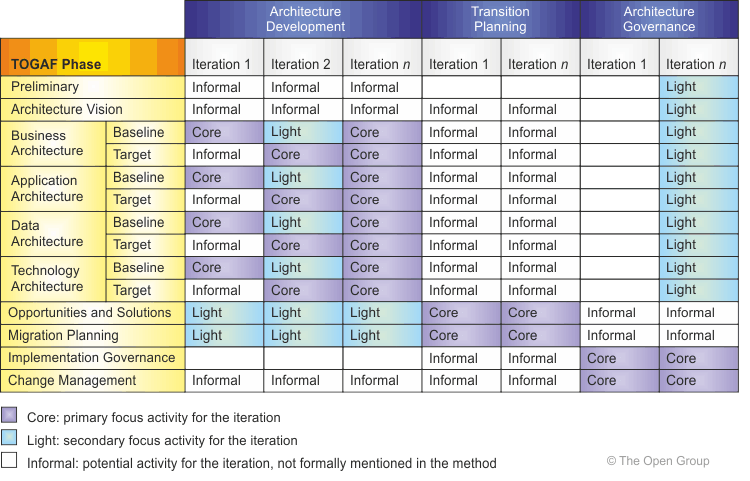 Architecture Development Transition Planning Architecture Governance
TOGAF Phase Iteration 1 Iteration 2 Iteration n Iteration 1 Iteration n Iteration 1 Iteration n
Preliminary Informal Informal Informal Light
Architecture Vision Informal Informal Informal Informal Informal Light
Business Architecture Baseline Core Light Core Informal Informal Light
Target Informal Core Core Informal Informal Light
Application Architecture Baseline Core Light Core Informal Informal Light
Target Informal Core Core Informal Informal Light
Data Architecture Baseline Core Light Core Informal Informal Light
Target Informal Core Core Informal Informal Light
Technology Architecture Baseline Core Light Core Informal Informal Light
Target Informal Core Core Informal Informal Light
Opportunities and Solutions Light Light Light Core Core Informal Informal
Migration Planning Light Light Light Core Core Informal Informal
Implementation Governance Informal Informal Core Core
Change Management Informal Informal Informal Informal Informal Core Core
Core: primary focus activity for the iteration
Light: secondary focus activity for the iteration
Informal: potential activity for the iteration, not formally mentioned in the method
© The Open Group